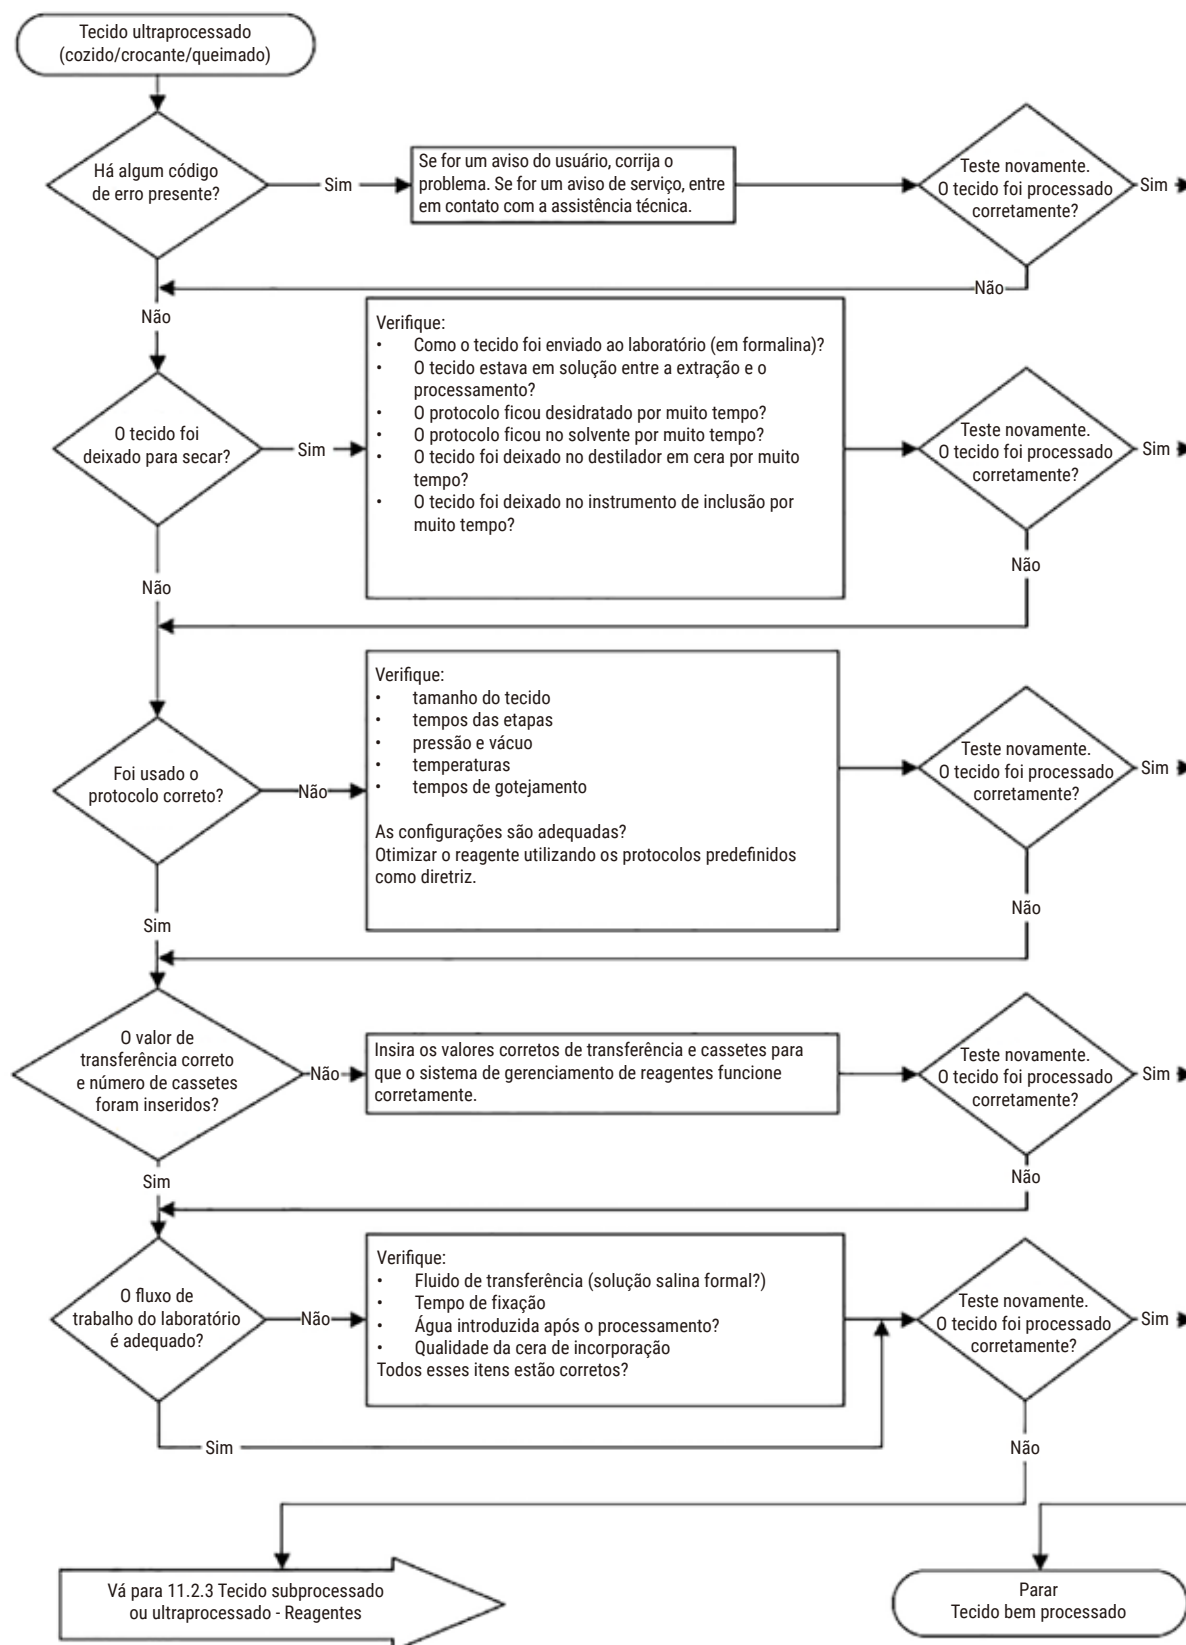 Tecido ultraprocessado
(cozido/crocante/queimado)
Há algum código
de erro presente?
Sim
Se for um aviso do usuário, corrija o
problema. Se for um aviso de serviço, entre
em contato com a assistência técnica.
Teste novamente.
O tecido foi processado
corretamente?
Sim
Não
Não
O tecido foi
deixado para secar?
Sim
Verifique:
• Como o tecido foi enviado ao laboratório (em formalina)?
• O tecido estava em solução entre a extração e o
processamento?
• O protocolo ficou desidratado por muito tempo?
• O protocolo ficou no solvente por muito tempo?
• O tecido foi deixado no destilador em cera por muito
tempo?
• O tecido foi deixado no instrumento de inclusão por
muito tempo?
Teste novamente.
O tecido foi processado
corretamente?
Sim
Não
Não
Foi usado o
protocolo correto?
Não
Verifique:
• tamanho do tecido
• tempos das etapas
• pressão e vácuo
• temperaturas
• tempos de gotejamento
As configurações são adequadas?
Otimizar o reagente utilizando os protocolos predefinidos
como diretriz.
Teste novamente.
O tecido foi processado
corretamente?
Sim
Não
Sim
O valor de
transferência correto
e número de cassetes
foram inseridos?
Não
Insira os valores corretos de transferência e cassetes para
que o sistema de gerenciamento de reagentes funcione
corretamente.
Teste novamente.
O tecido foi processado
corretamente?
Sim
Não
Sim
O fluxo de
trabalho do laboratório
é adequado?
Não
Verifique:
• Fluido de transferência (solução salina formal?)
• Tempo de fixação
• Água introduzida após o processamento?
• Qualidade da cera de incorporação
Todos esses itens estão corretos?
Teste novamente.
O tecido foi processado
corretamente?
Sim
Sim
Não
Vá para 11.2.3 Tecido subprocessado
ou ultraprocessado - Reagentes
Parar
Tecido bem processado